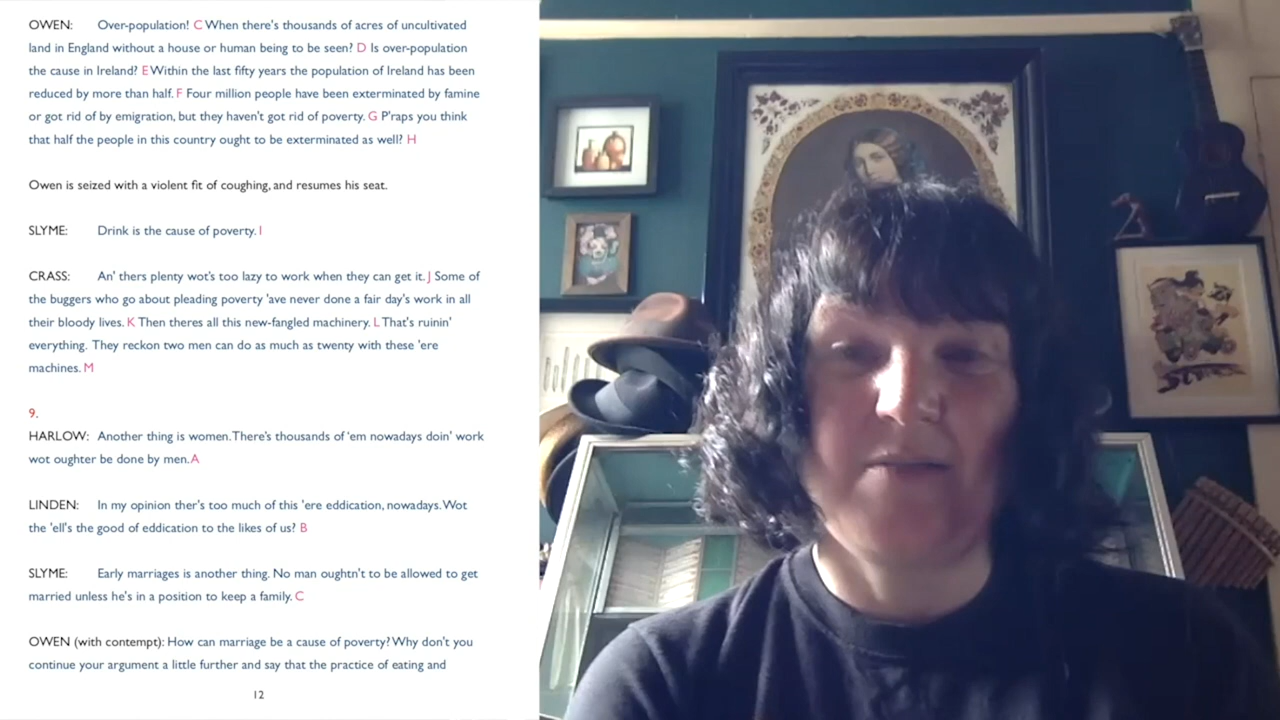 OWEN: Over-population! C When there's thousands of acres of uncultivated
land in England without a house or human being to be seen? D Is over-population
the cause in Ireland? E Within the last fifty years the population of Ireland has been
reduced by more than half. F Four million people have been exterminated by famine
or got rid of by emigration, but they haven't got rid of poverty. G P'raps you think
that half the people in this country ought to be exterminated as well? H
Owen is seized with a violent fit of coughing, and resumes his seat.
SLYME: Drink is the cause of poverty. I
CRASS: An' thers plenty wot's too lazy to work when they can get it. J Some of
the buggers who go about pleading poverty 'ave never done a fair day's work in all
their bloody lives. K Then theres all this new-fangled machinery. L That's ruinin'
everything. They reckon two men can do as much as twenty with these 'ere
machines. M
9.
HARLOW: Another thing is women. There's thousands of 'em nowadays doin' work
wot oughter be done by men. A
LINDEN: In my opinion ther's too much of this 'ere eddication, nowadays. Wot
the 'ell's the good of eddication to the likes of us? B
SLYME: Early marriages is another thing. No man oughtn't to be allowed to get
married unless he's in a position to keep a family. C
OWEN (with contempt): How can marriage be a cause of poverty? Why don't you
continue your argument a little further and say that the practice of eating and
12